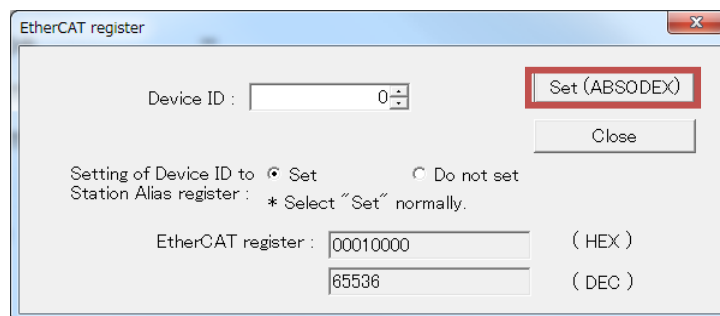 EtherCAT register
Device ID : 0
Set (ABSODEX)
Close
Setting of Device ID to
Station Alias register :
Set
Do not set
* Select ″Set″ normally.
EtherCAT register : 00010000 ( HEX )
65536 ( DEC )